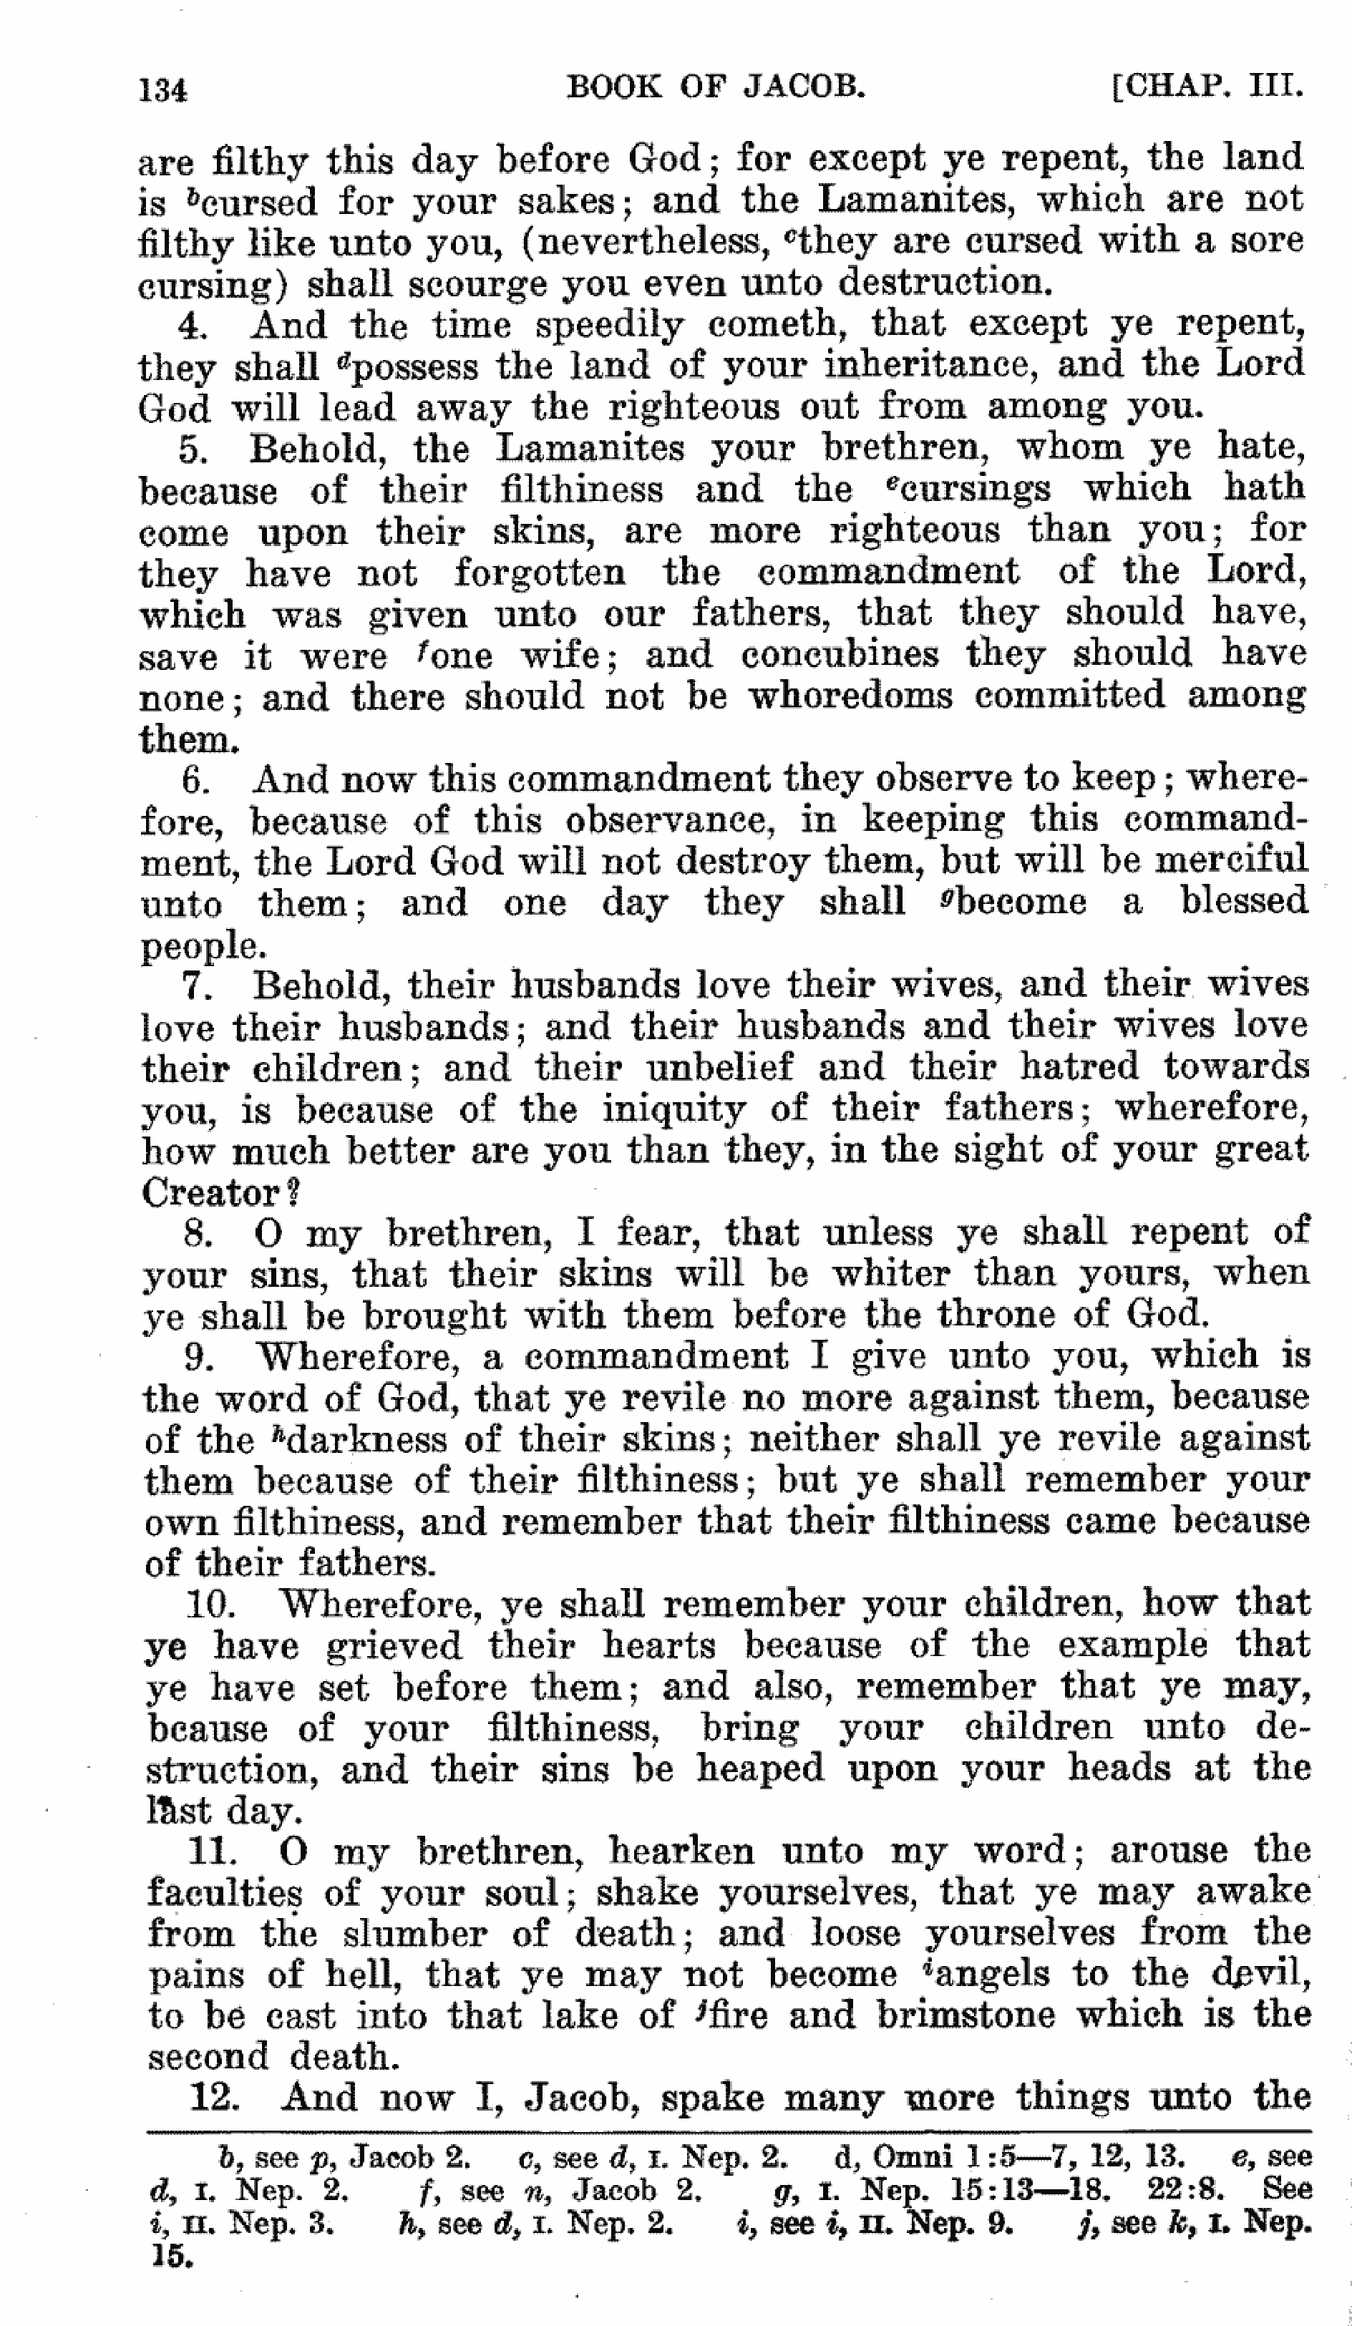 134 BOOK OF JACOB. [CHAP. III.
are filthy this day before God; for except ye repent, the land
is bcursed for your sakes; and the Lamanites, which are not
filthy like unto you, (nevertheless, cthey are cursed with a sore
cursing) shall scourge you even unto destruction.
4. And the time speedily cometh, that except ye repent,
they shall dpossess the land of your inheritance, and the Lord
God will lead away the righteous out from among you.
5. Behold, the Lamanites your brethren, whom ye hate,
because of their filthiness and the ecursings which hath
come upon their skins, are more righteous than you; for
they have not forgotten the commandment of the Lord,
which was given unto our fathers, that they should have,
save it were fone wife; and concubines they should have
none; and there should not be whoredoms committed among
them.
6. And now this commandment they observe to keep; where-
fore, because of this observance, in keeping this command-
ment, the Lord God will not destroy them, but will be merciful
unto them; and one day they shall gbecome a blessed
people.
7. Behold, their husbands love their wives, and their wives
love their husbands; and their husbands and their wives love
their children; and their unbelief and their hatred towards
you, is because of the iniquity of their fathers; wherefore,
how much better are you than they, in the sight of your great
Creator?
8. O my brethren, I fear, that unless ye shall repent of
your sins, that their skins will be whiter than yours, when
ye shall be brought with them before the throne of God.
9. Wherefore, a commandment I give unto you, which is
the word of God, that ye revile no more against them, because
of the hdarkness of their skins; neither shall ye revile against
them because of their filthiness; but ye shall remember your
own filthiness, and remember that their filthiness came because
of their fathers.
10. Wherefore, ye shall remember your children, how that
ye have grieved their hearts because of the example that
ye have set before them; and also, remember that ye may,
bcause of your filthiness, bring your children unto de-
struction, and their sins be heaped upon your heads at the
last day.
11. O my brethren, hearken unto my word; arouse the
faculties of your soul; shake yourselves, that ye may awake
from the slumber of death; and loose yourselves from the
pains of hell, that ye may not become iangels to the devil,
to be cast into that lake of jfire and brimstone which is the
second death.
12. And now I, Jacob, spake many more things unto the
b, see p, Jacob 2. c, see d, I. Nep. 2. d, Omni 1:5—7, 12, 13. e, see
d, I. Nep. 2. f, see n, Jacob 2. g, I. Nep. 15:13—18. 22:8. See
i, II. Nep. 3. h, see d, I. Nep. 2. i, see i, II. Nep. 9. j, see k, I. Nep.
15.